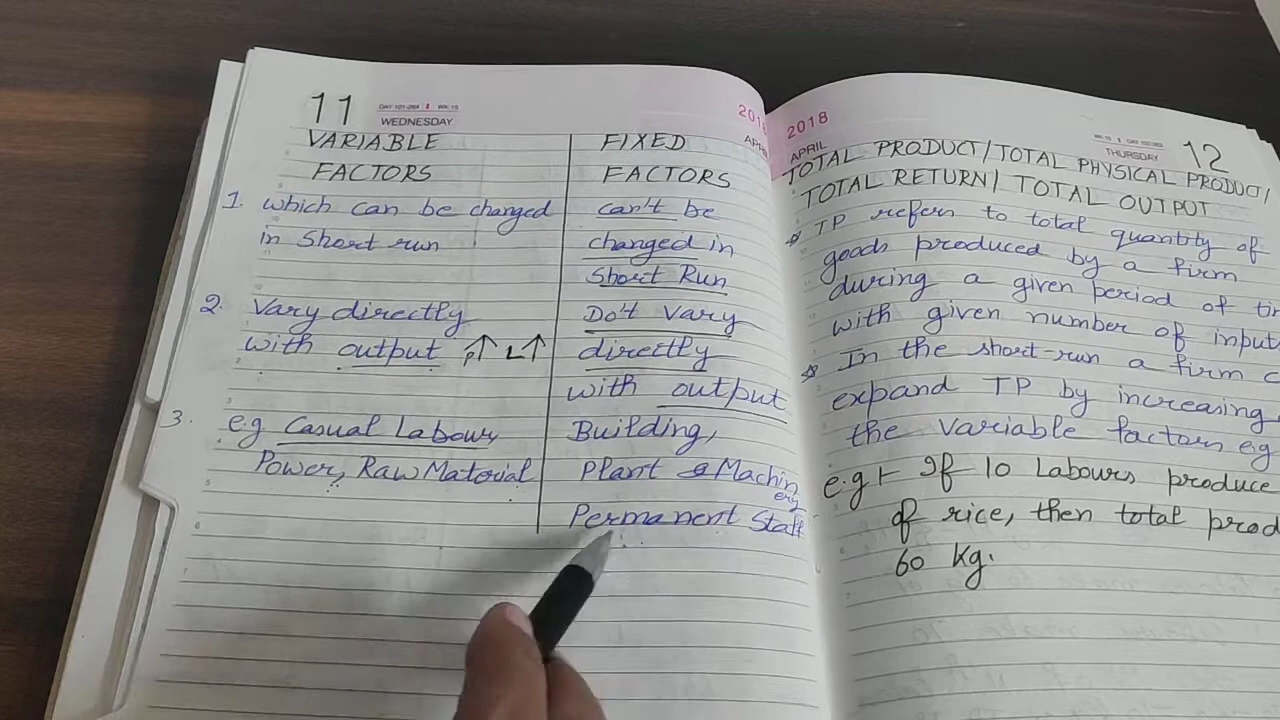 11
WEDNESDAY
2018
VARIABLE
FACTORS
1. which can be changed
in Short run
2. Vary directly
with output P↑ L↑
3. e.g Casual Labour,
Power, Raw Material
FIXED
FACTORS
can't be
changed in
Short Run
Don't Vary
directly
with output
Building,
Plant & Machinery
Permanent Staff
2018
APRIL
THURSDAY
12
TOTAL PRODUCT/TOTAL PHYSICAL PRODUCT/
TOTAL RETURN/ TOTAL OUTPUT
TP refers to total quantity of
goods produced by a firm
during a given period of
with given number of
In the short-run a firm
expand TP by increasing
the variable factors e.g
e.g:- If 10 Labours produce
of rice, then total
60 kg.